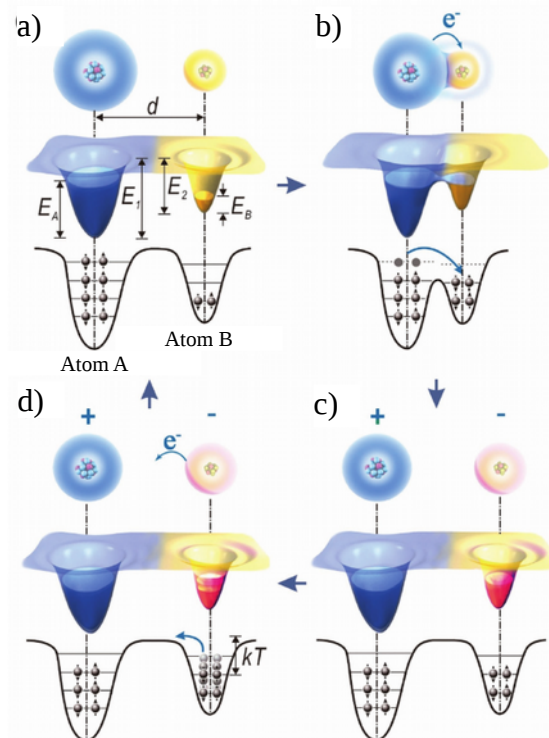 a)
d
E_A
E_1
E_2
E_B
Atom A
Atom B
b)
e⁻
c)
+
-
d)
+
-
e⁻
kT